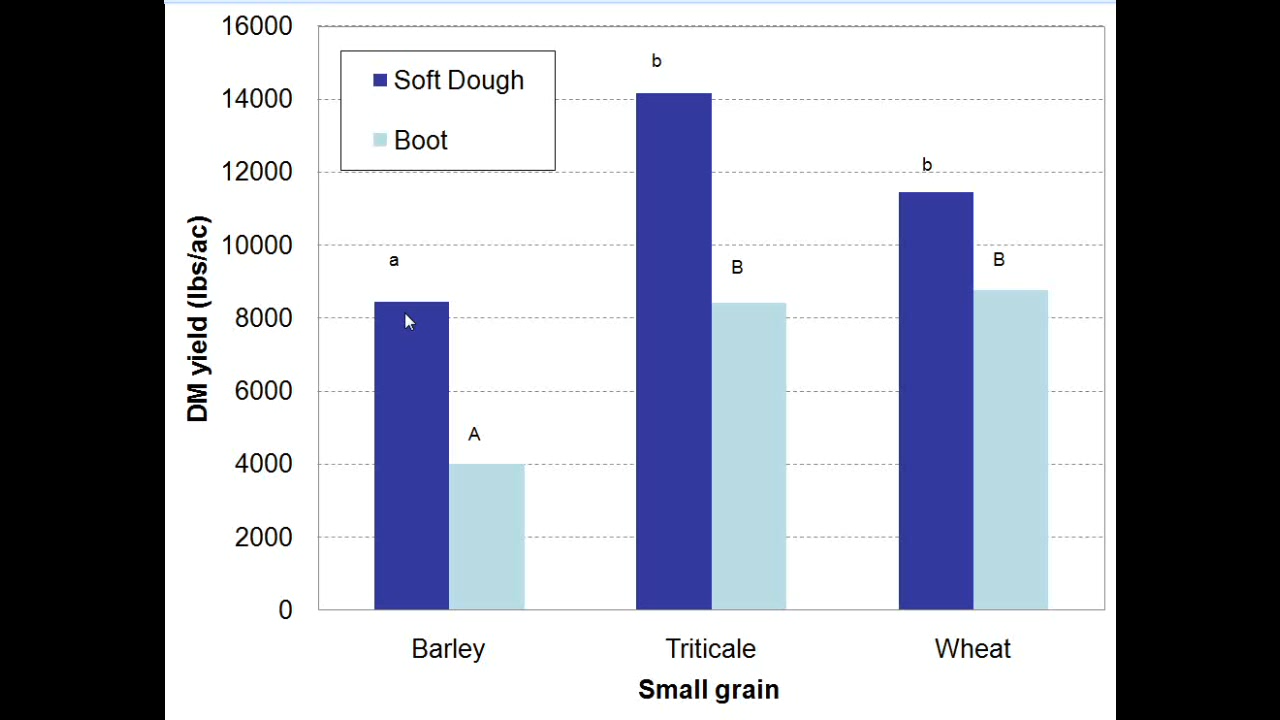 16000
14000
12000
10000
8000
6000
4000
2000
0
DM yield (lbs/ac)
Soft Dough
Boot
a
A
b
B
b
B
Barley Triticale Wheat
Small grain